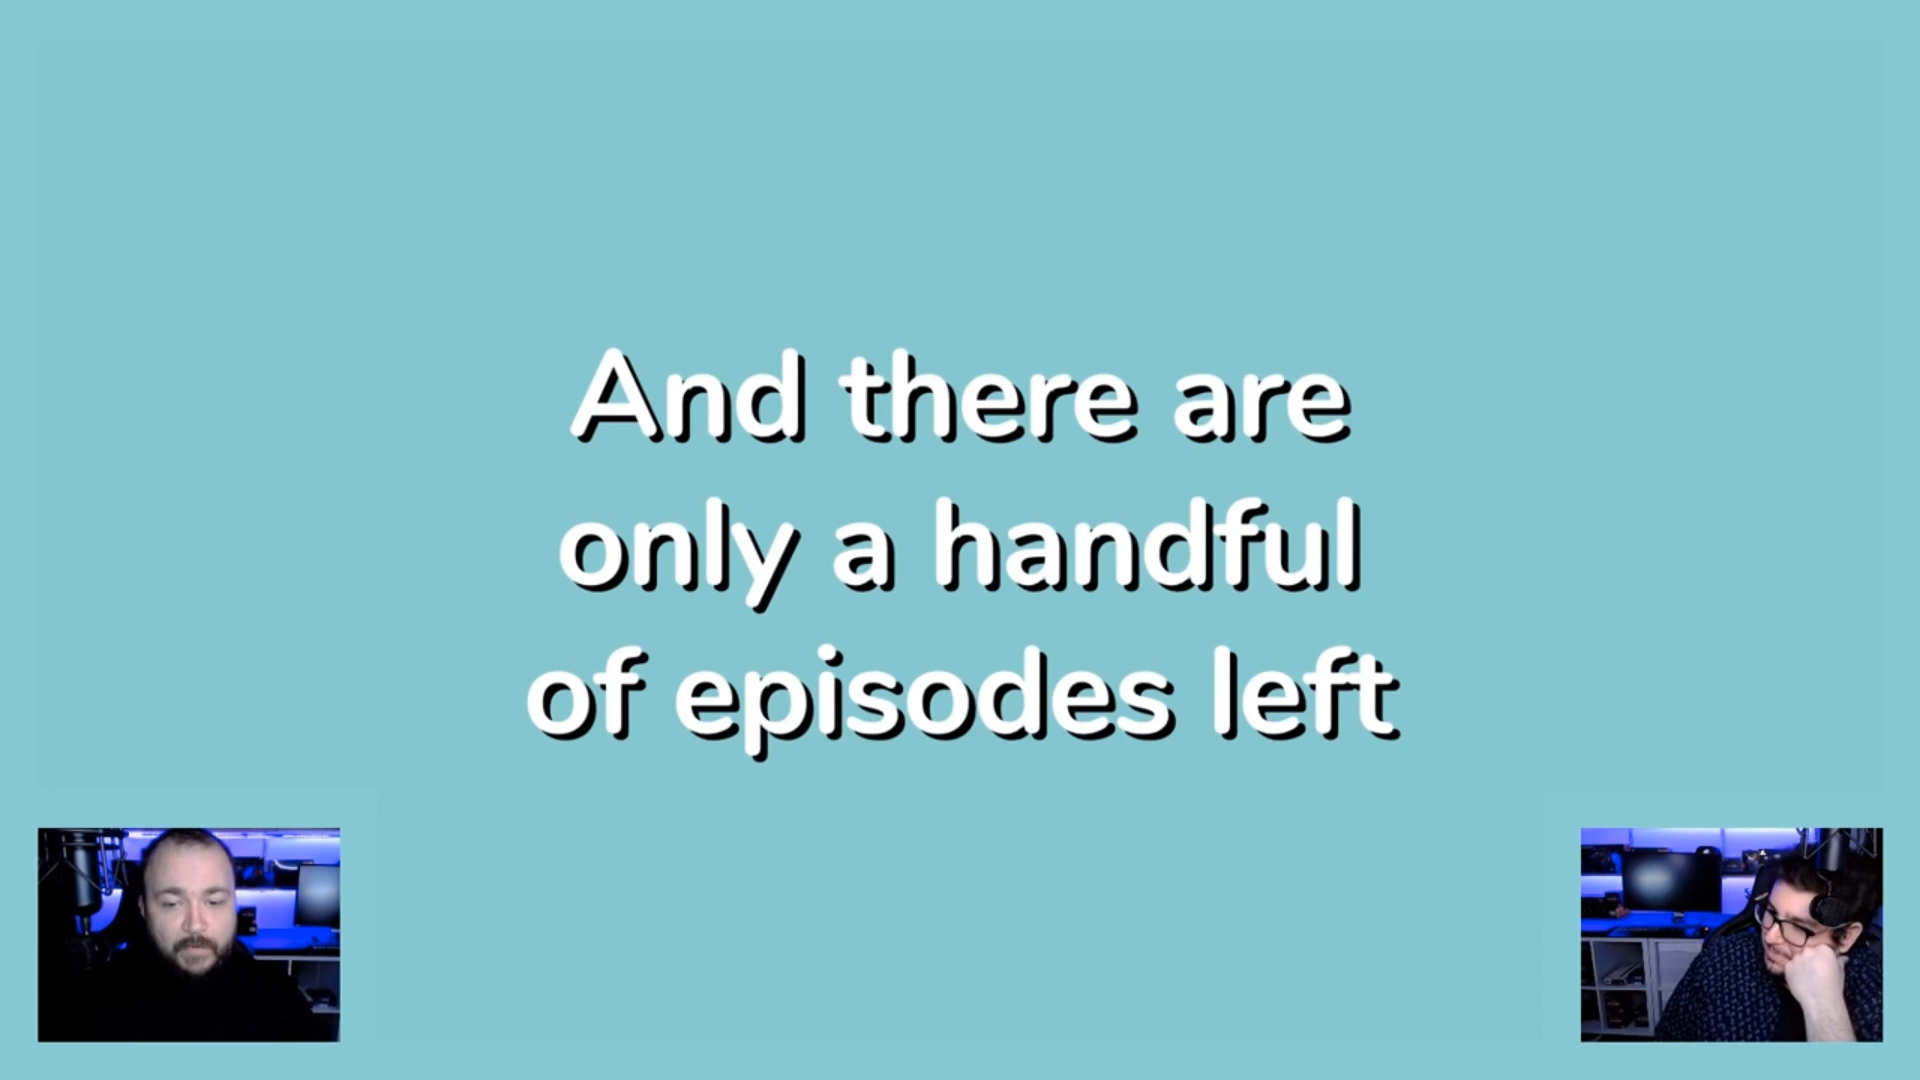 And there are
only a handful
of episodes left